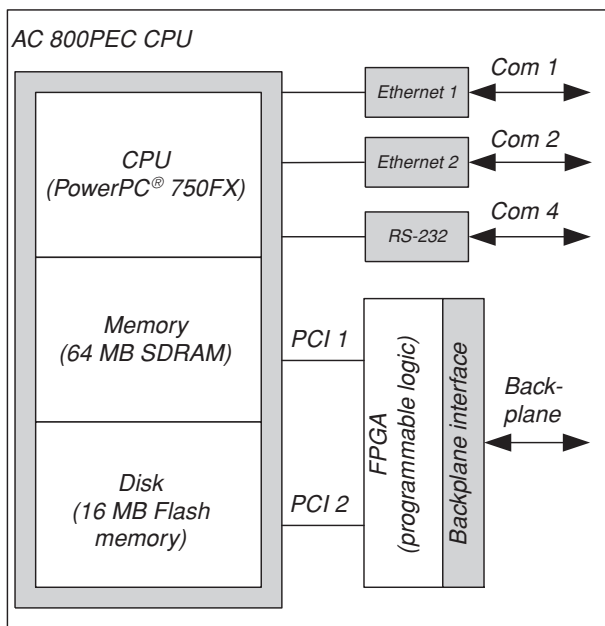 AC 800PEC CPU
CPU
(PowerPC® 750FX)
Memory
(64 MB SDRAM)
Disk
(16 MB Flash
memory)
Ethernet 1
Com 1
Ethernet 2
Com 2
RS-232
Com 4
PCI 1
PCI 2
FPGA
(programmable logic)
Backplane interface
Back-
plane